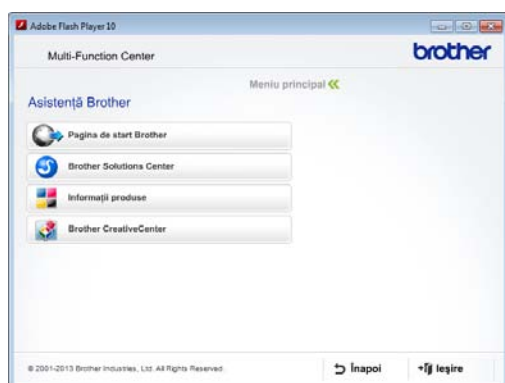 Adobe Flash Player 10
Multi-Function Center
brother
Meniu principal
Asistență Brother
Pagina de start Brother
Brother Solutions Center
Informații produse
Brother CreativeCenter
© 2001-2013 Brother Industries, Ltd. All Rights Reserved.
Înapoi
Ieşire